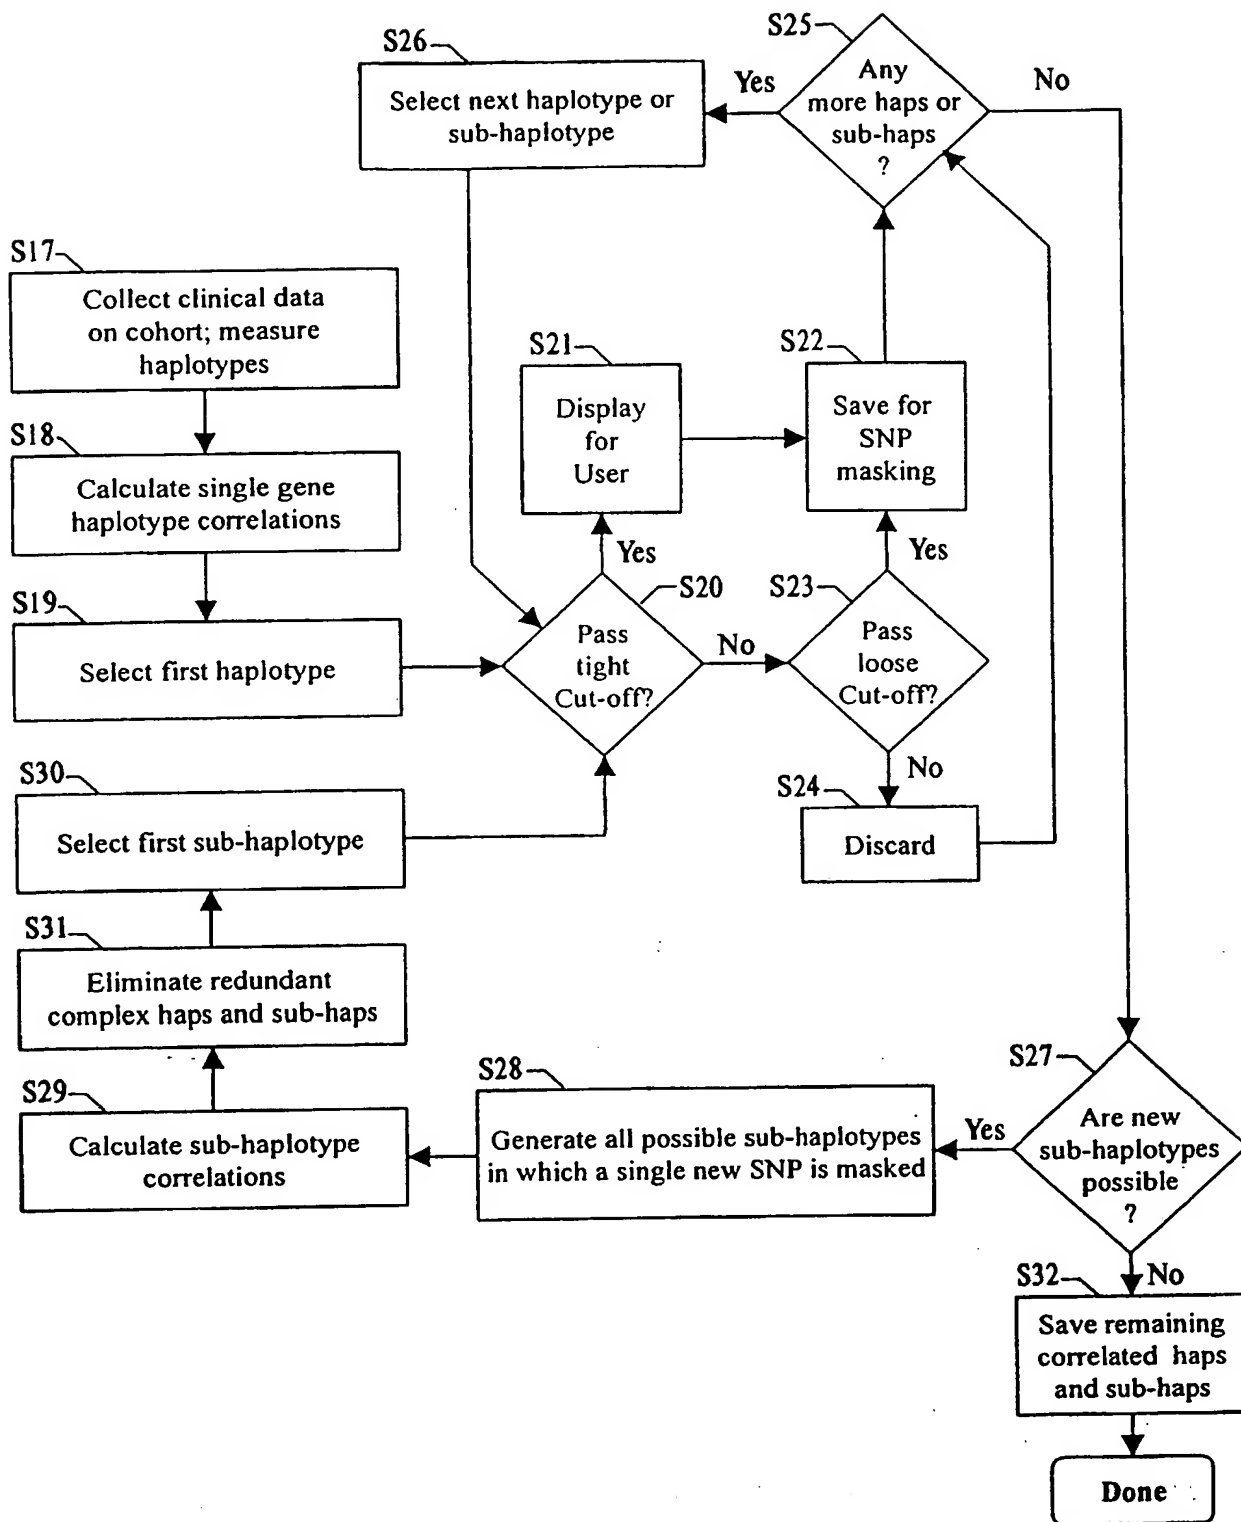 S26
Select next haplotype or
sub-haplotype
S25
Any
more haps or
sub-haps
?
Yes
No
S17
Collect clinical data
on cohort; measure
haplotypes
S18
Calculate single gene
haplotype correlations
S19
Select first haplotype
S21
Display
for
User
S22
Save for
SNP
masking
Yes
Yes
S20
Pass
tight
Cut-off?
No
S23
Pass
loose
Cut-off?
No
S24
Discard
S30
Select first sub-haplotype
S31
Eliminate redundant
complex haps and sub-haps
S29
Calculate sub-haplotype
correlations
S28
Generate all possible sub-haplotypes
in which a single new SNP is masked
Yes
S27
Are new
sub-haplotypes
possible
?
No
S32
Save remaining
correlated haps
and sub-haps
Done